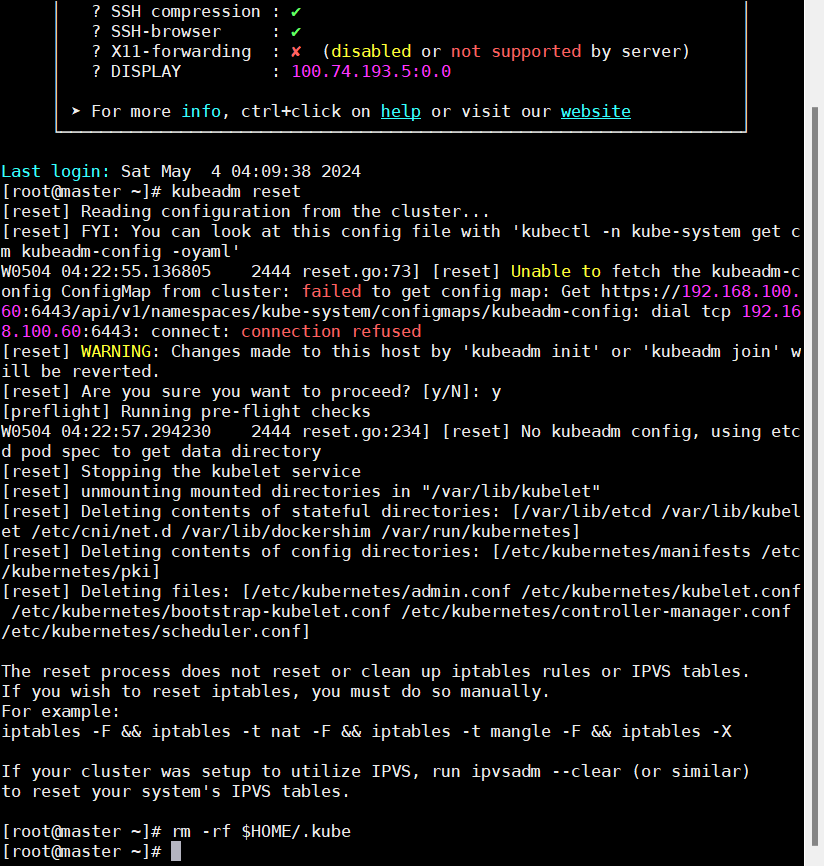 ? SSH compression : ✔
? SSH-browser     : ✔
? X11-forwarding  : ✘  (disabled or not supported by server)
? DISPLAY         : 100.74.193.5:0.0
➤ For more info, ctrl+click on help or visit our website
Last login: Sat May  4 04:09:38 2024
[root@master ~]# kubeadm reset
[reset] Reading configuration from the cluster...
[reset] FYI: You can look at this config file with 'kubectl -n kube-system get c
m kubeadm-config -oyaml'
W0504 04:22:55.136805    2444 reset.go:73] [reset] Unable to fetch the kubeadm-c
onfig ConfigMap from cluster: failed to get config map: Get https://192.168.100.
60:6443/api/v1/namespaces/kube-system/configmaps/kubeadm-config: dial tcp 192.16
8.100.60:6443: connect: connection refused
[reset] WARNING: Changes made to this host by 'kubeadm init' or 'kubeadm join' w
ill be reverted.
[reset] Are you sure you want to proceed? [y/N]: y
[preflight] Running pre-flight checks
W0504 04:22:57.294230    2444 reset.go:234] [reset] No kubeadm config, using etc
d pod spec to get data directory
[reset] Stopping the kubelet service
[reset] unmounting mounted directories in "/var/lib/kubelet"
[reset] Deleting contents of stateful directories: [/var/lib/etcd /var/lib/kubel
et /etc/cni/net.d /var/lib/dockershim /var/run/kubernetes]
[reset] Deleting contents of config directories: [/etc/kubernetes/manifests /etc
/kubernetes/pki]
[reset] Deleting files: [/etc/kubernetes/admin.conf /etc/kubernetes/kubelet.conf
 /etc/kubernetes/bootstrap-kubelet.conf /etc/kubernetes/controller-manager.conf
/etc/kubernetes/scheduler.conf]
The reset process does not reset or clean up iptables rules or IPVS tables.
If you wish to reset iptables, you must do so manually.
For example:
iptables -F && iptables -t nat -F && iptables -t mangle -F && iptables -X
If your cluster was setup to utilize IPVS, run ipvsadm --clear (or similar)
to reset your system's IPVS tables.
[root@master ~]# rm -rf $HOME/.kube
[root@master ~]#